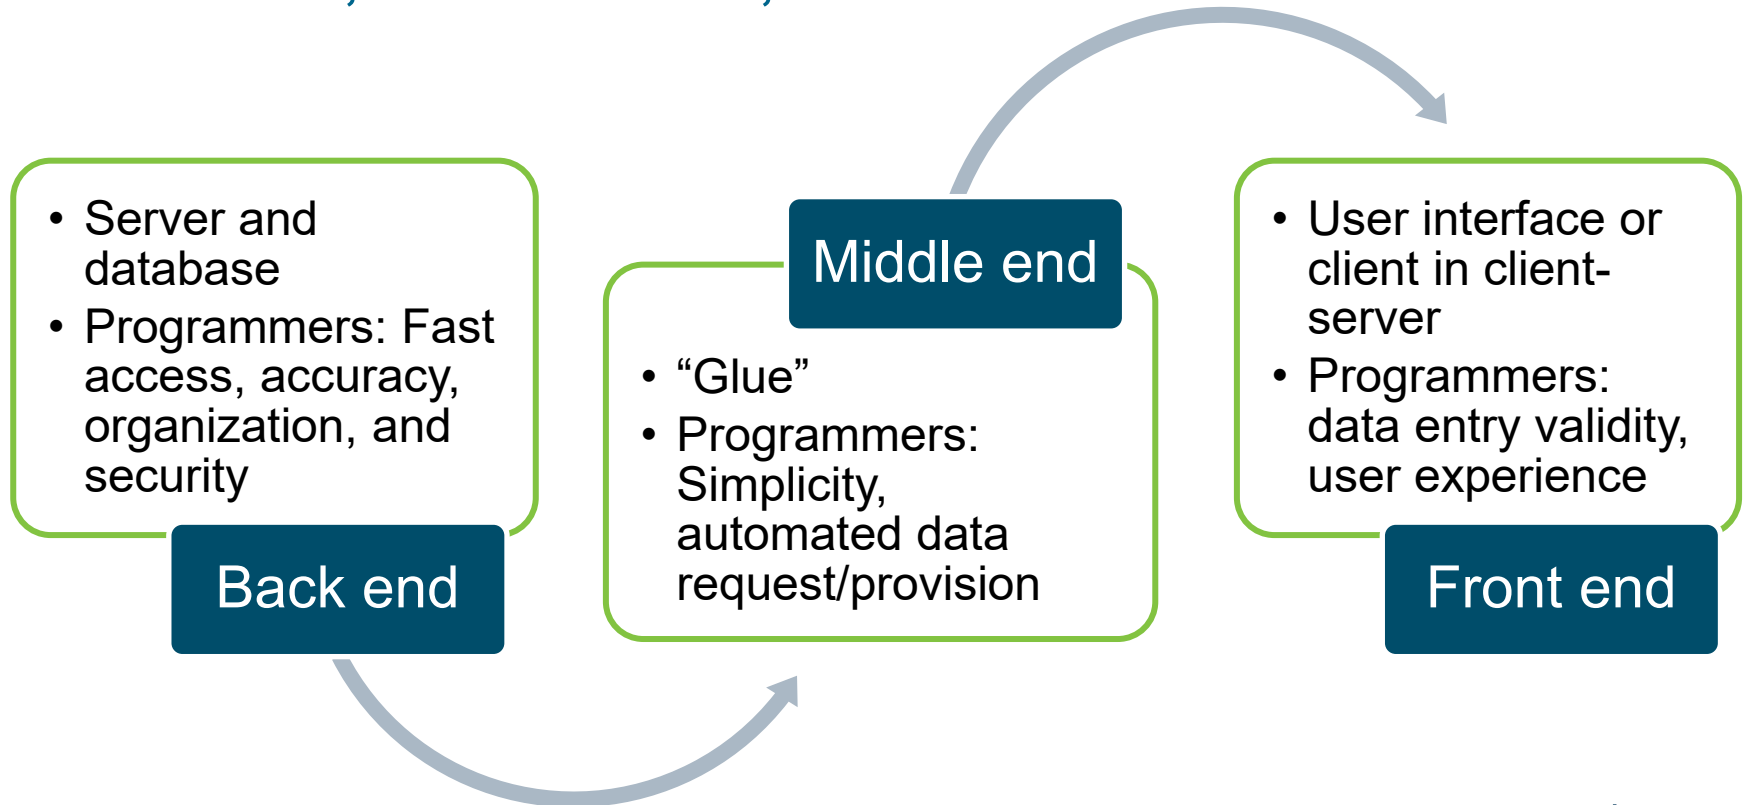 • Server and
database
• Programmers: Fast
access, accuracy,
organization, and
security
Back end
Middle end
• “Glue”
• Programmers:
Simplicity,
automated data
request/provision
• User interface or
client in client-
server
• Programmers:
data entry validity,
user experience
Front end